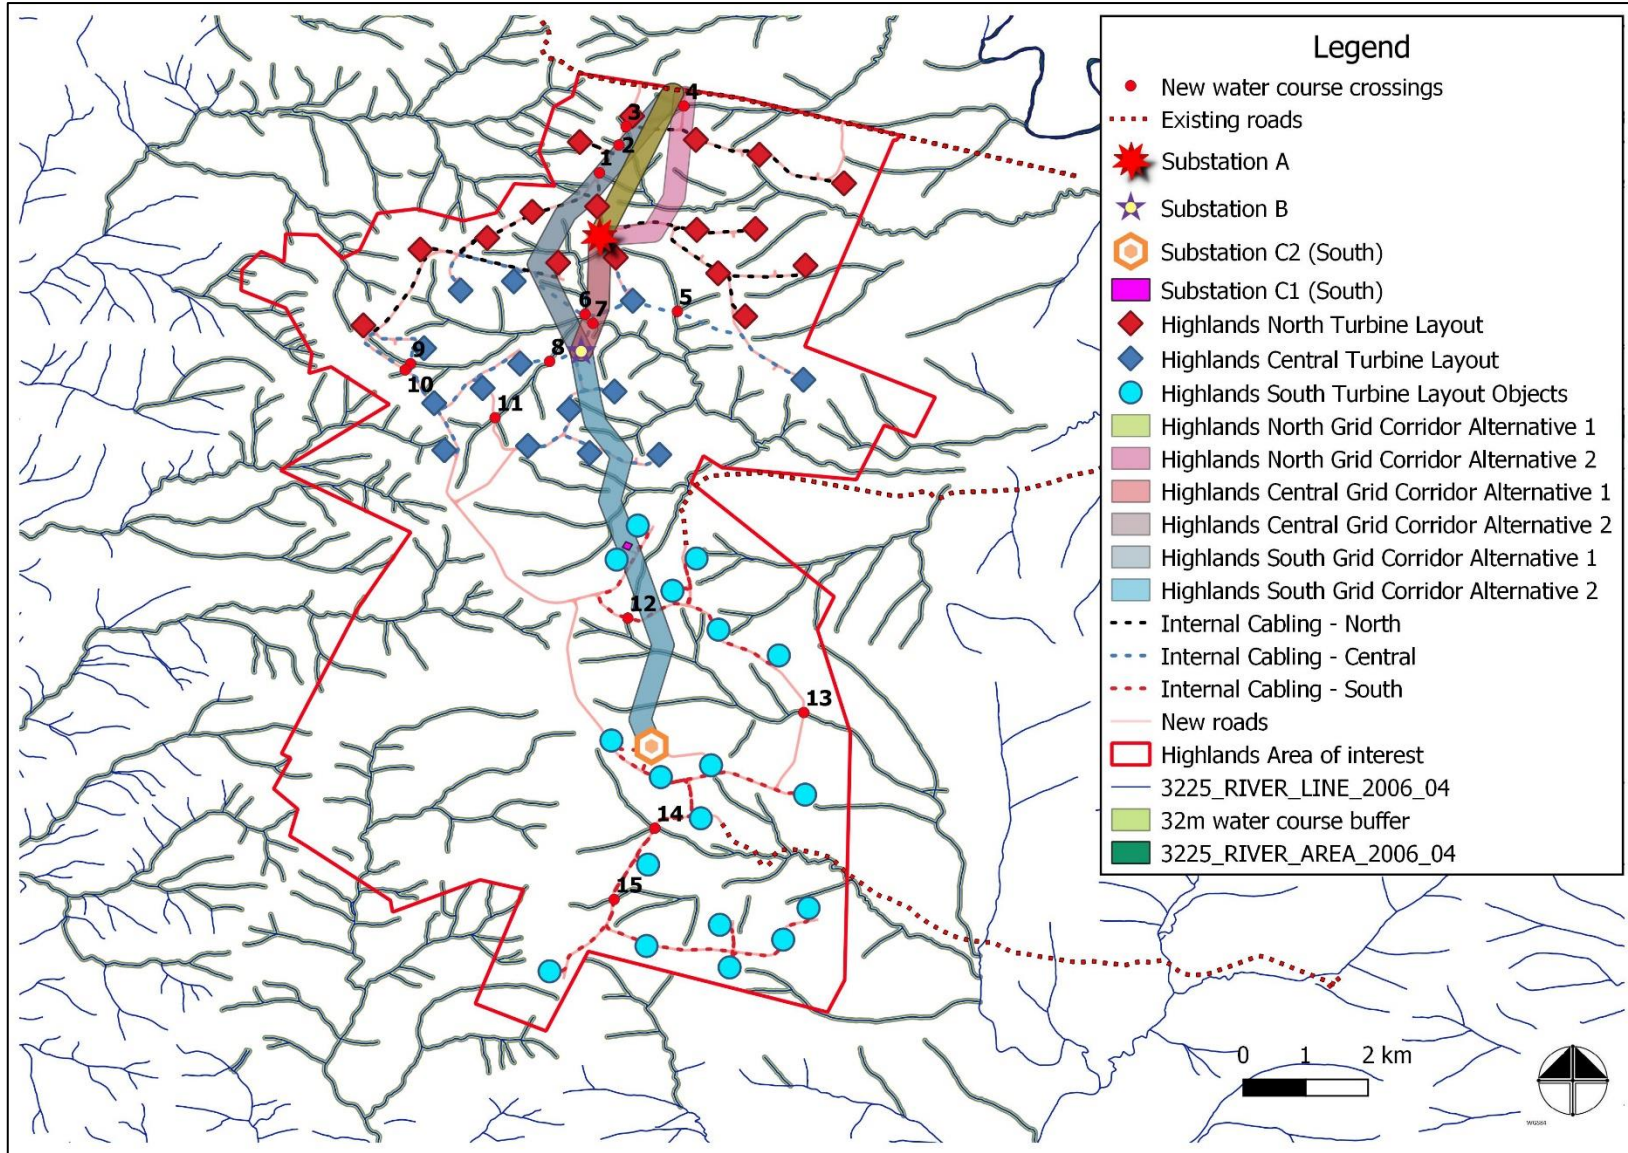 Legend
New water course crossings
Existing roads
Substation A
Substation B
Substation C2 (South)
Substation C1 (South)
Highlands North Turbine Layout
Highlands Central Turbine Layout
Highlands South Turbine Layout Objects
Highlands North Grid Corridor Alternative 1
Highlands North Grid Corridor Alternative 2
Highlands Central Grid Corridor Alternative 1
Highlands Central Grid Corridor Alternative 2
Highlands South Grid Corridor Alternative 1
Highlands South Grid Corridor Alternative 2
Internal Cabling - North
Internal Cabling - Central
Internal Cabling - South
New roads
Highlands Area of interest
3225_RIVER_LINE_2006_04
32m water course buffer
3225_RIVER_AREA_2006_04
4
3
2
1
5
6
7
8
9
10
11
12
13
14
15
0 1 2 km
WGS84